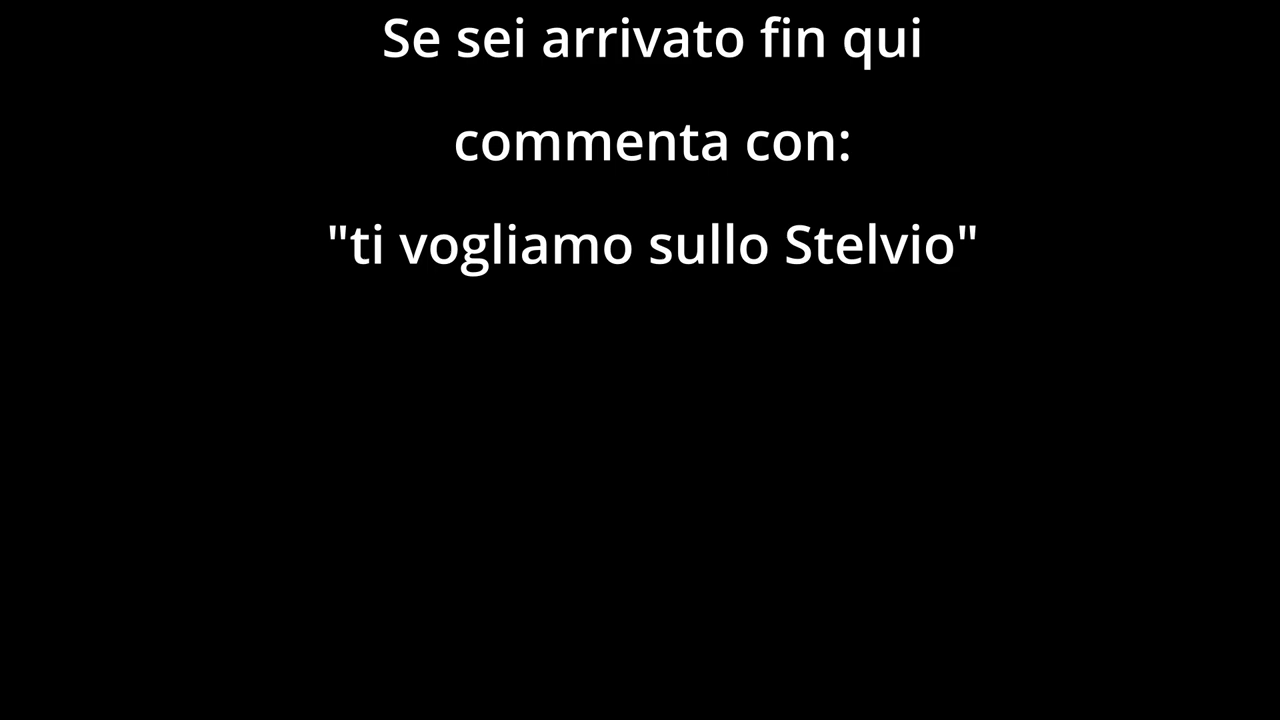 Se sei arrivato fin qui
commenta con:
"ti vogliamo sullo Stelvio"